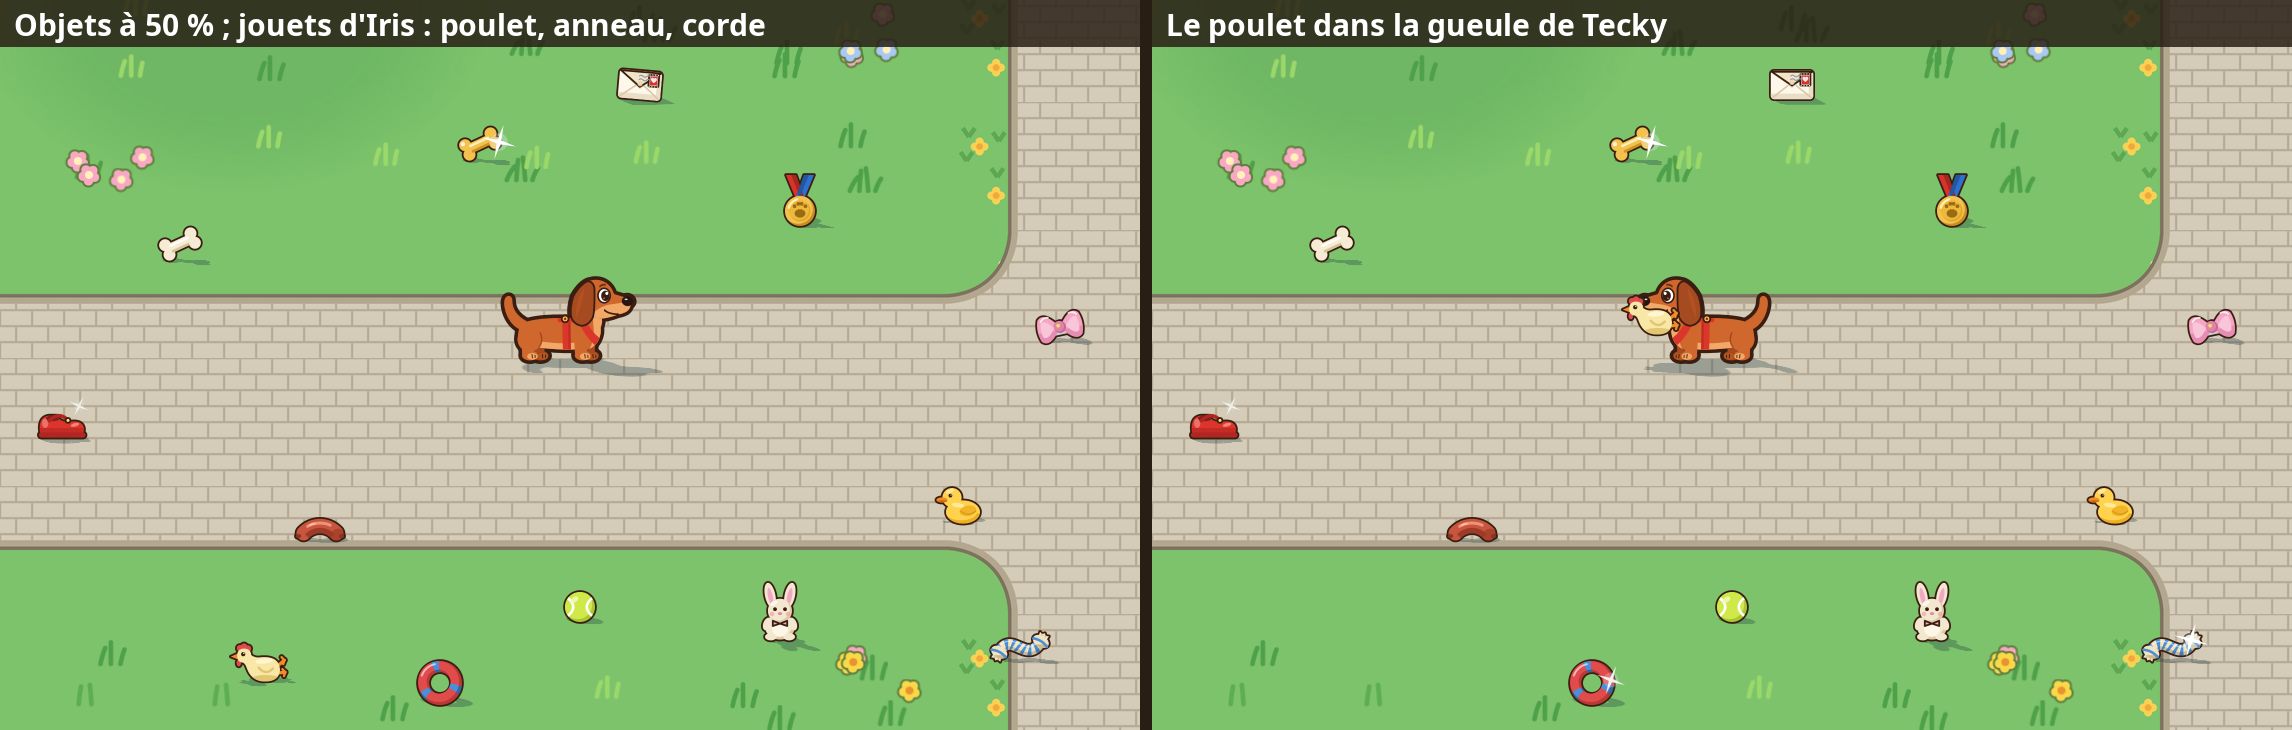 Objets à 50 % ; jouets d'Iris : poulet, anneau, corde
Le poulet dans la gueule de Tecky